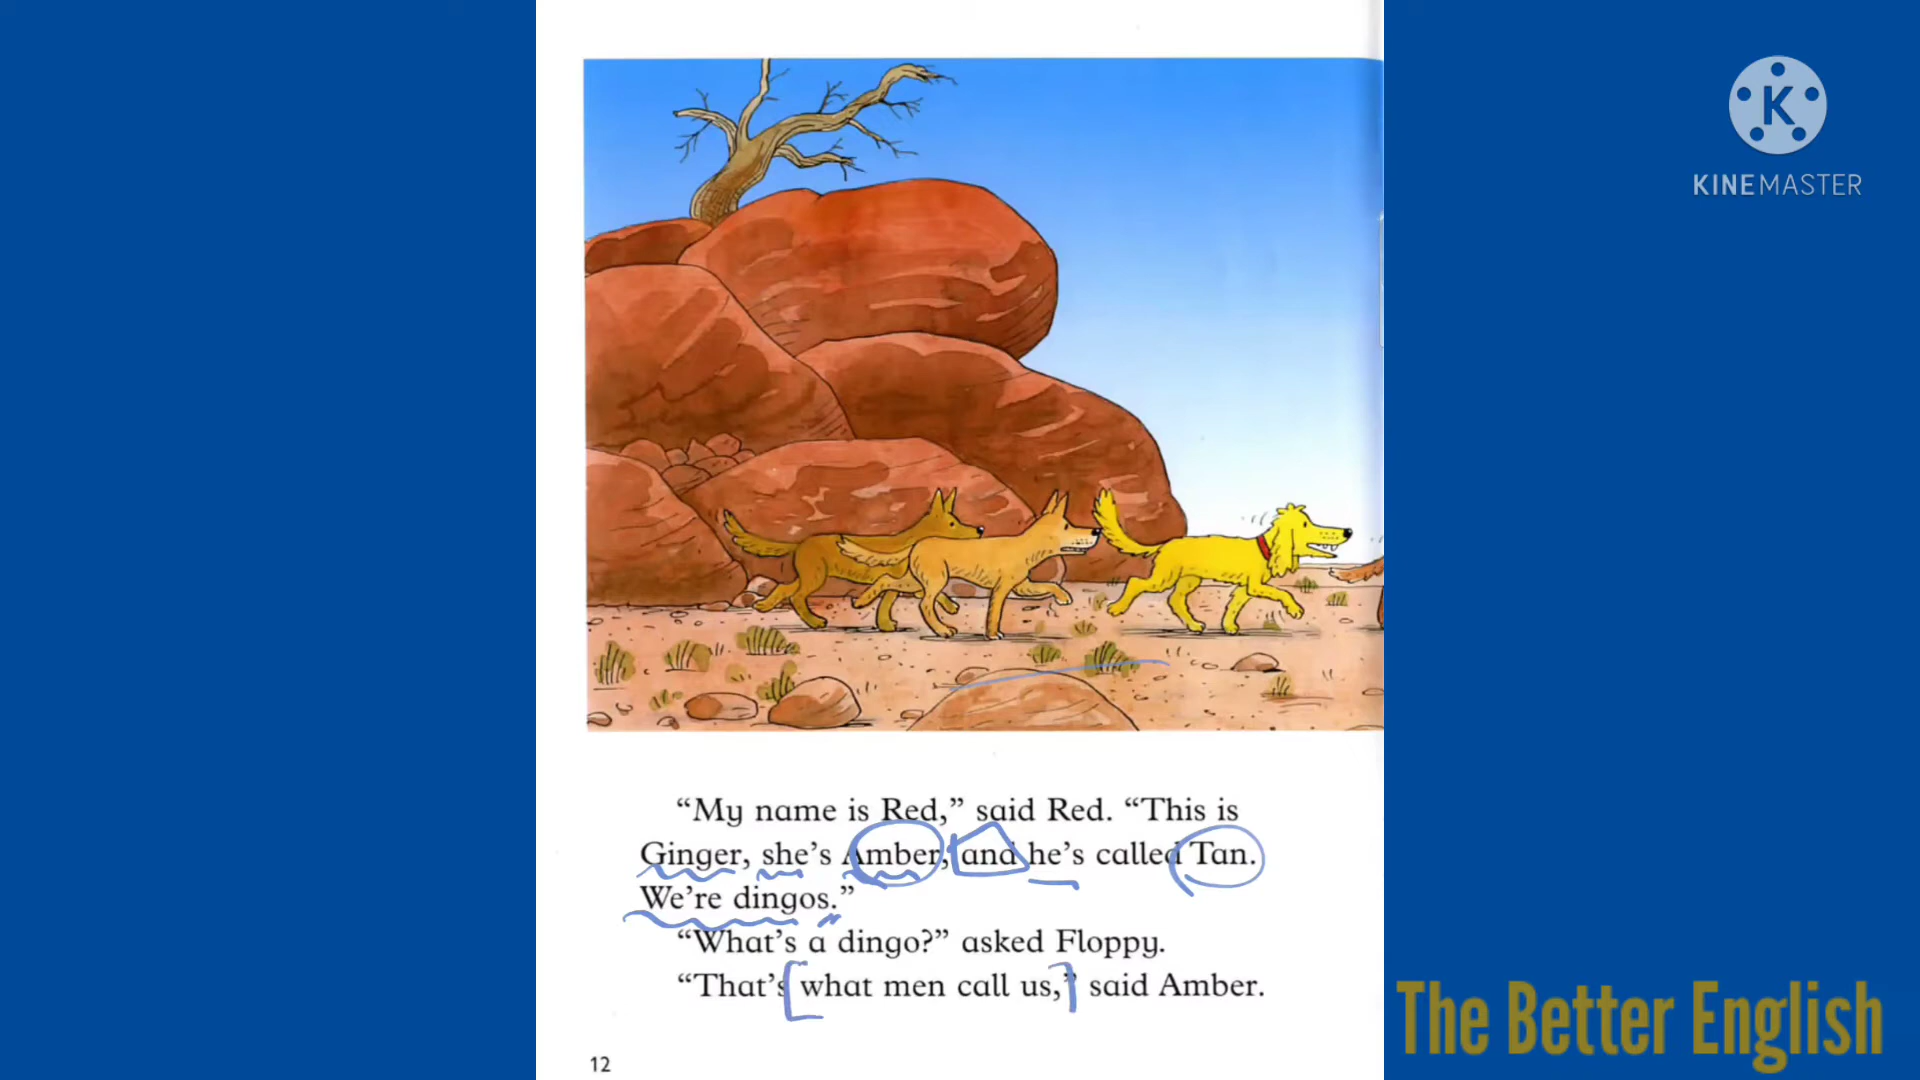 K
KINEMASTER
“My name is Red,” said Red. “This is
Ginger, she’s Amber, and he’s called Tan.
We’re dingos.”
“What’s a dingo?” asked Floppy.
“That’s what men call us,” said Amber.
12
The Better English